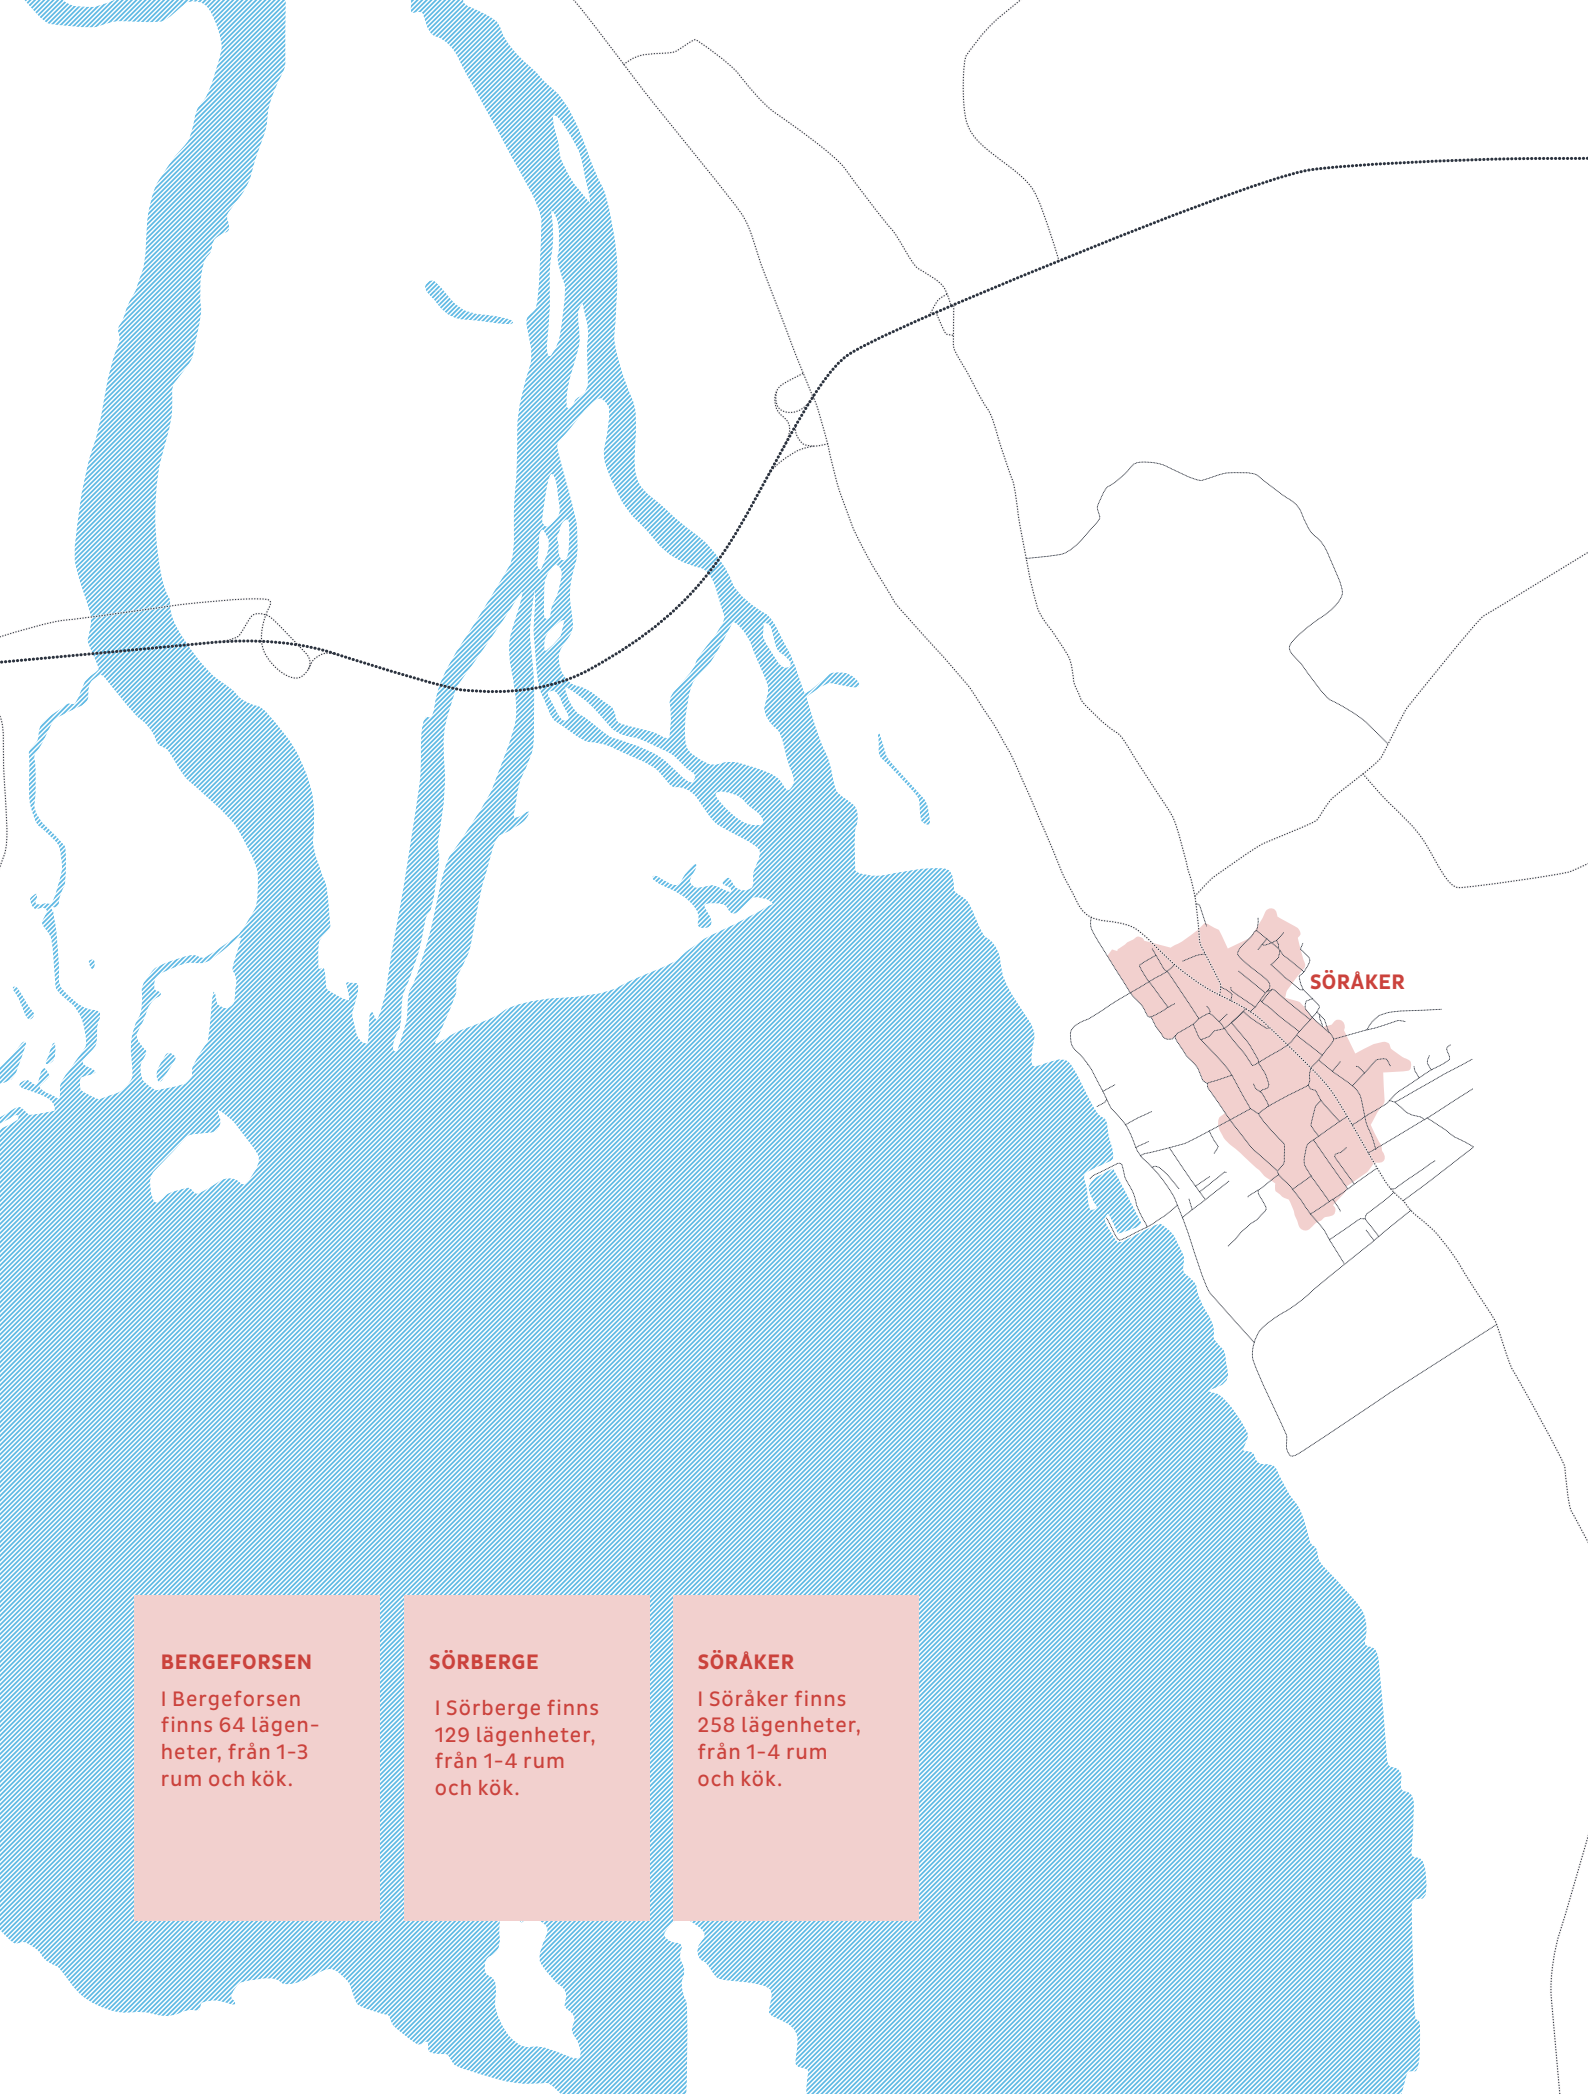 SÖRÅKER
BERGEFORSEN
I Bergeforsen
finns 64 lägen-
heter, från 1-3
rum och kök.
SÖRBERGE
I Sörberge finns
129 lägenheter,
från 1-4 rum
och kök.
SÖRÅKER
I Söråker finns
258 lägenheter,
från 1-4 rum
och kök.